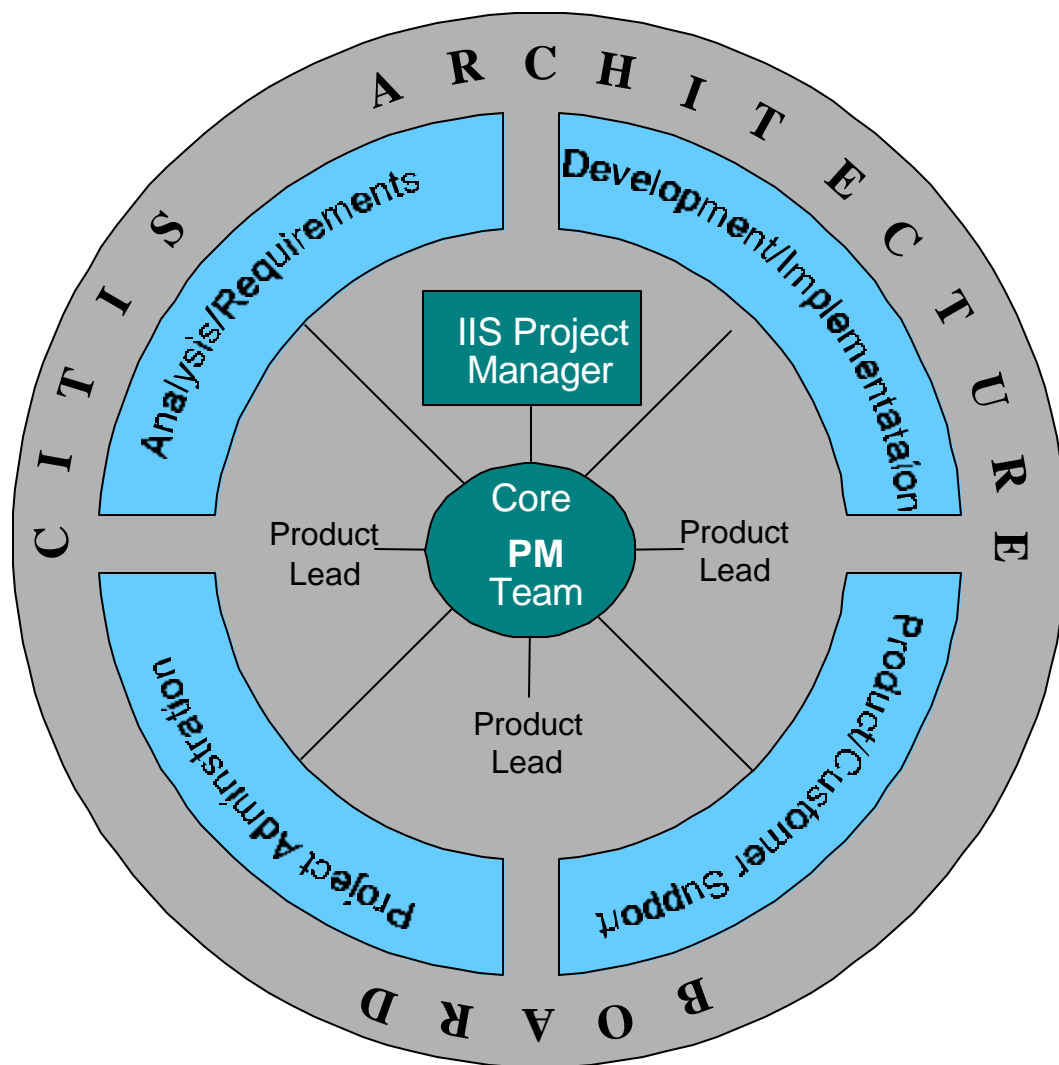 CITIS ARCHITECTURE BOARD
Analysis/Requirements
Development/Implementataion
IIS Project
Manager
Core
PM
Team
Product
Lead
Product
Lead
Product
Lead
Project Adminstration
Product/Customer Support